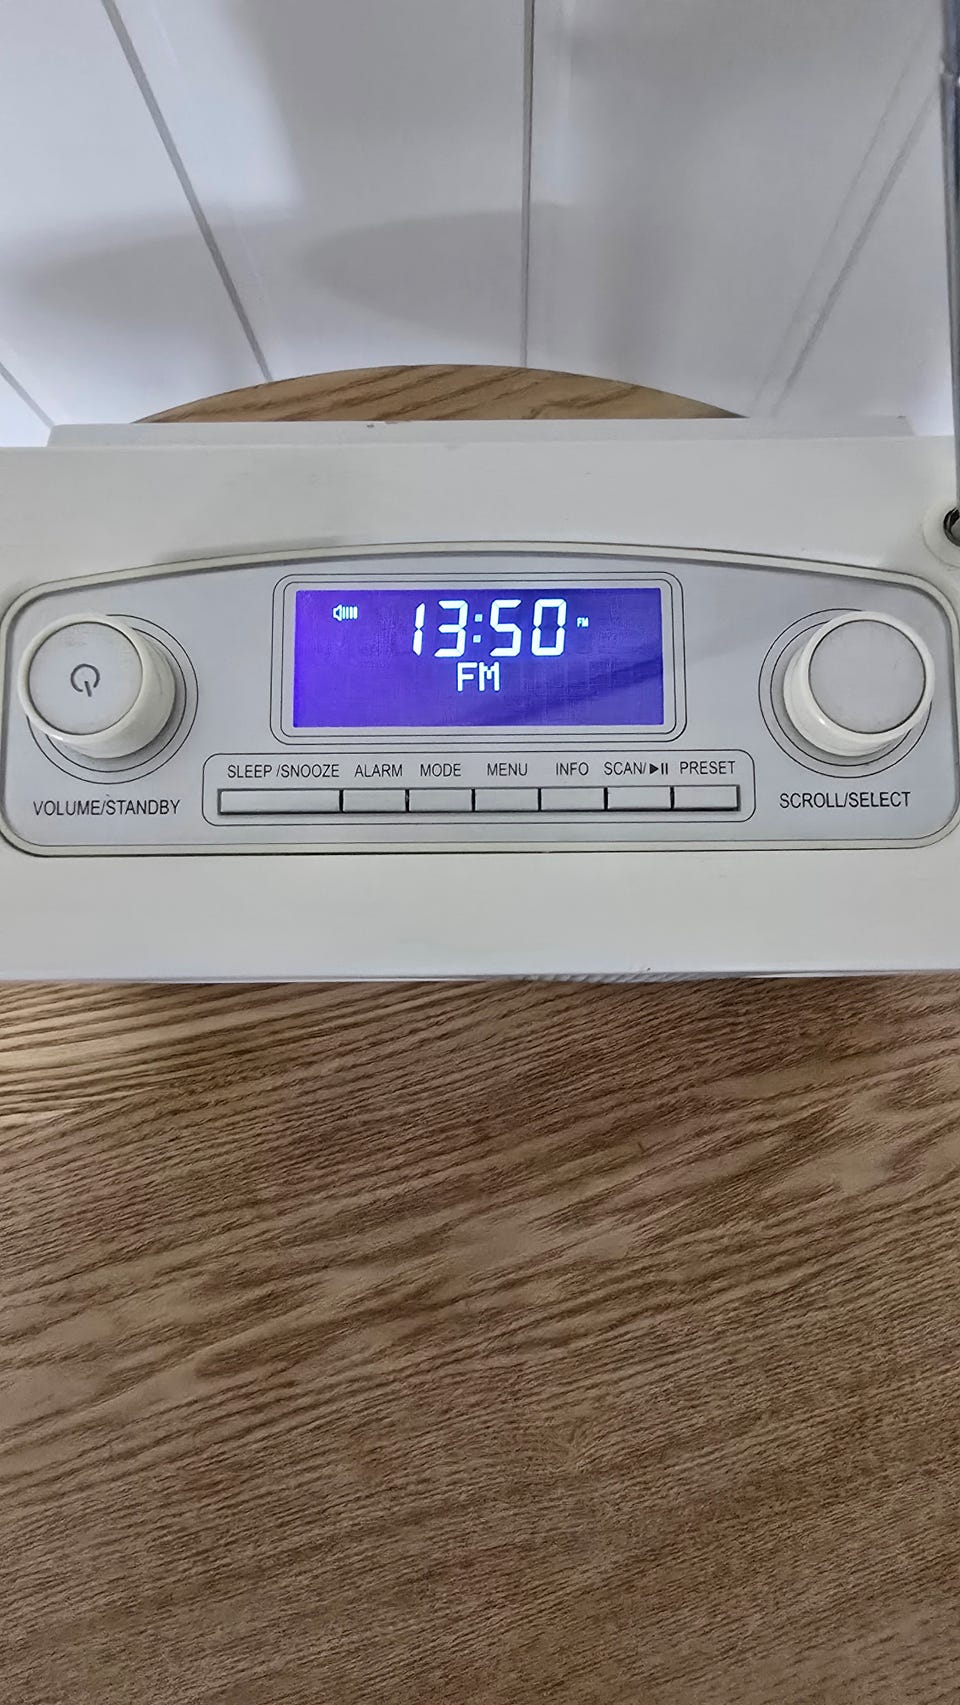 13:50 FM
FM
SLEEP /SNOOZE ALARM MODE MENU INFO SCAN/▶II PRESET
VOLUME/STANDBY
SCROLL/SELECT